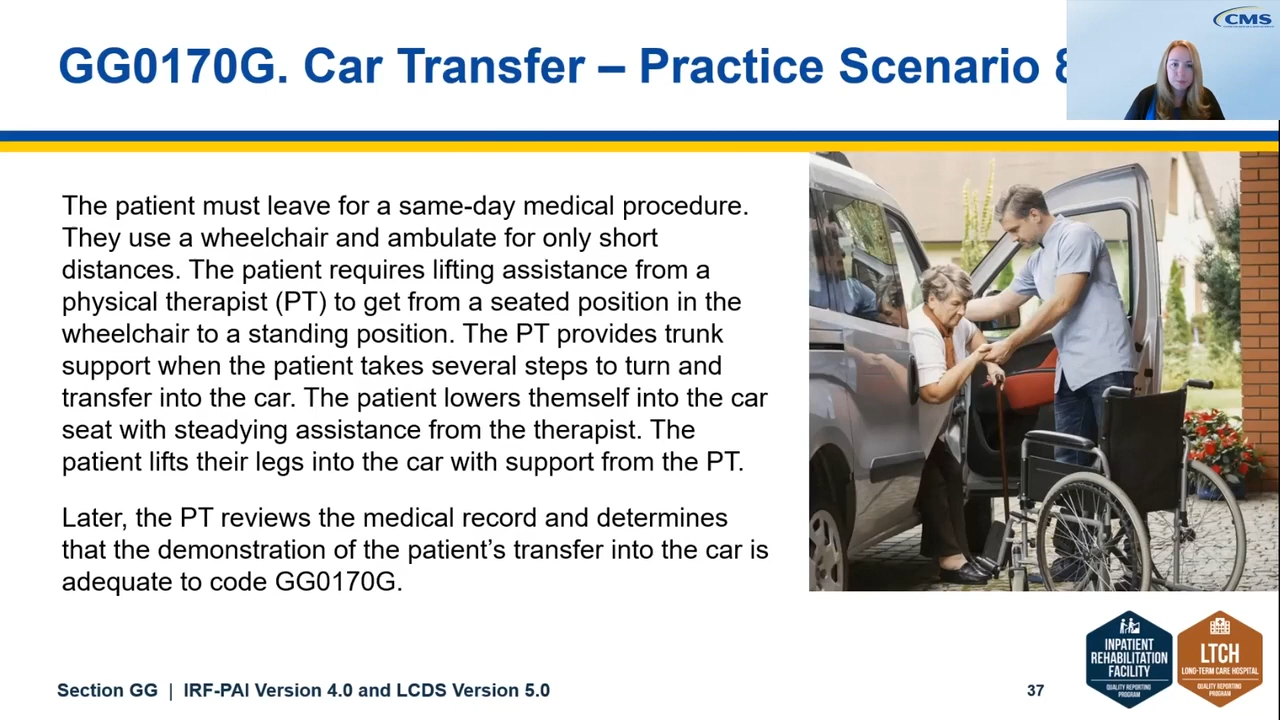 CMS
GG0170G. Car Transfer – Practice Scenario 8
The patient must leave for a same-day medical procedure.
They use a wheelchair and ambulate for only short
distances. The patient requires lifting assistance from a
physical therapist (PT) to get from a seated position in the
wheelchair to a standing position. The PT provides trunk
support when the patient takes several steps to turn and
transfer into the car. The patient lowers themself into the car
seat with steadying assistance from the therapist. The
patient lifts their legs into the car with support from the PT.
Later, the PT reviews the medical record and determines
that the demonstration of the patient’s transfer into the car is
adequate to code GG0170G.
INPATIENT
REHABILITATION
FACILITY
QUALITY REPORTING
PROGRAM
LTCH
LONG-TERM CARE HOSPITAL
QUALITY REPORTING
PROGRAM
Section GG | IRF-PAI Version 4.0 and LCDS Version 5.0
37